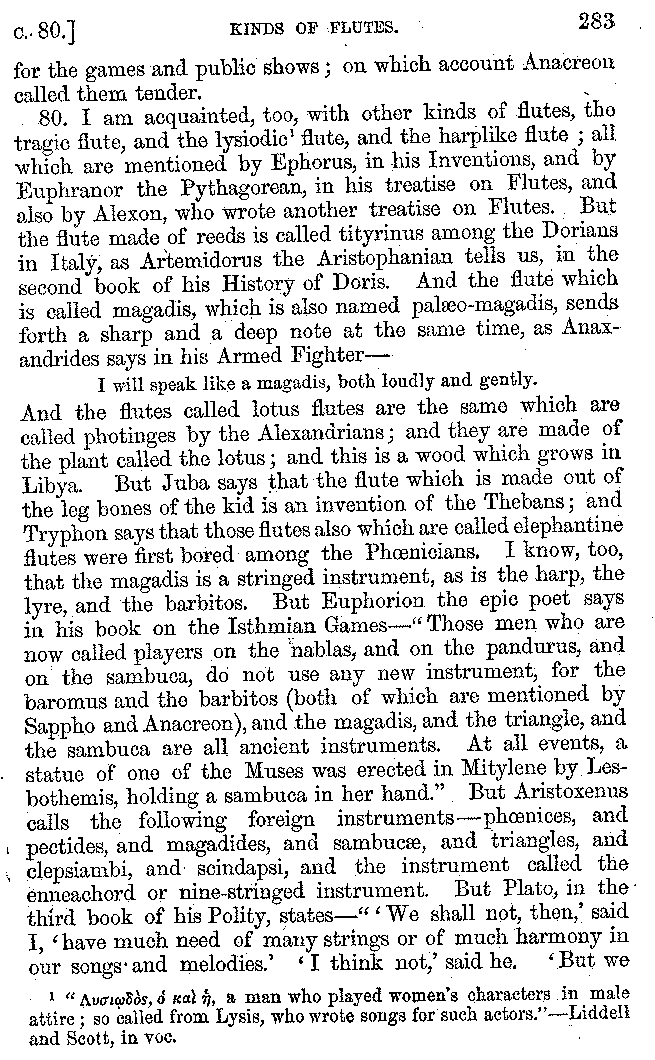 C. 80.] KINDS OF FLUTES. 283
for the games and public shows; on which account Anacreon
called them tender.
80. I am acquainted, too, with other kinds of flutes, the
tragic flute, and the lysiodic¹ flute, and the harplike flute; all
which are mentioned by Ephorus, in his Inventions, and by
Euphranor the Pythagorean, in his treatise on Flutes, and
also by Alexon, who wrote another treatise on Flutes. But
the flute made of reeds is called tityrinus among the Dorians
in Italy, as Artemidorus the Aristophanian tells us, in the
second book of his History of Doris. And the flute which
is called magadis, which is also named palæo-magadis, sends
forth a sharp and a deep note at the same time, as Anax-
andrides says in his Armed Fighter—
I will speak like a magadis, both loudly and gently.
And the flutes called lotus flutes are the same which are
called photinges by the Alexandrians; and they are made of
the plant called the lotus; and this is a wood which grows in
Libya. But Juba says that the flute which is made out of
the leg bones of the kid is an invention of the Thebans; and
Tryphon says that those flutes also which are called elephantine
flutes were first bored among the Phœnicians. I know, too,
that the magadis is a stringed instrument, as is the harp, the
lyre, and the barbitos. But Euphorion the epic poet says
in his book on the Isthmian Games—"Those men who are
now called players on the nablas, and on the pandurus, and
on the sambuca, do not use any new instrument, for the
baromus and the barbitos (both of which are mentioned by
Sappho and Anacreon), and the magadis, and the triangle, and
the sambuca are all ancient instruments. At all events, a
statue of one of the Muses was erected in Mitylene by Les-
bothemis, holding a sambuca in her hand." But Aristoxenus
calls the following foreign instruments—phœnices, and
pectides, and magadides, and sambucæ, and triangles, and
clepsiambi, and scindapsi, and the instrument called the
enneachord or nine-stringed instrument. But Plato, in the
third book of his Polity, states—"'We shall not, then,' said
I, 'have much need of many strings or of much harmony in
our songs and melodies.' 'I think not,' said he. 'But we
¹ "Λυσιῳδὸς, ὁ καὶ ἡ, a man who played women's characters in male
attire; so called from Lysis, who wrote songs for such actors."—Liddell
and Scott, in voc.